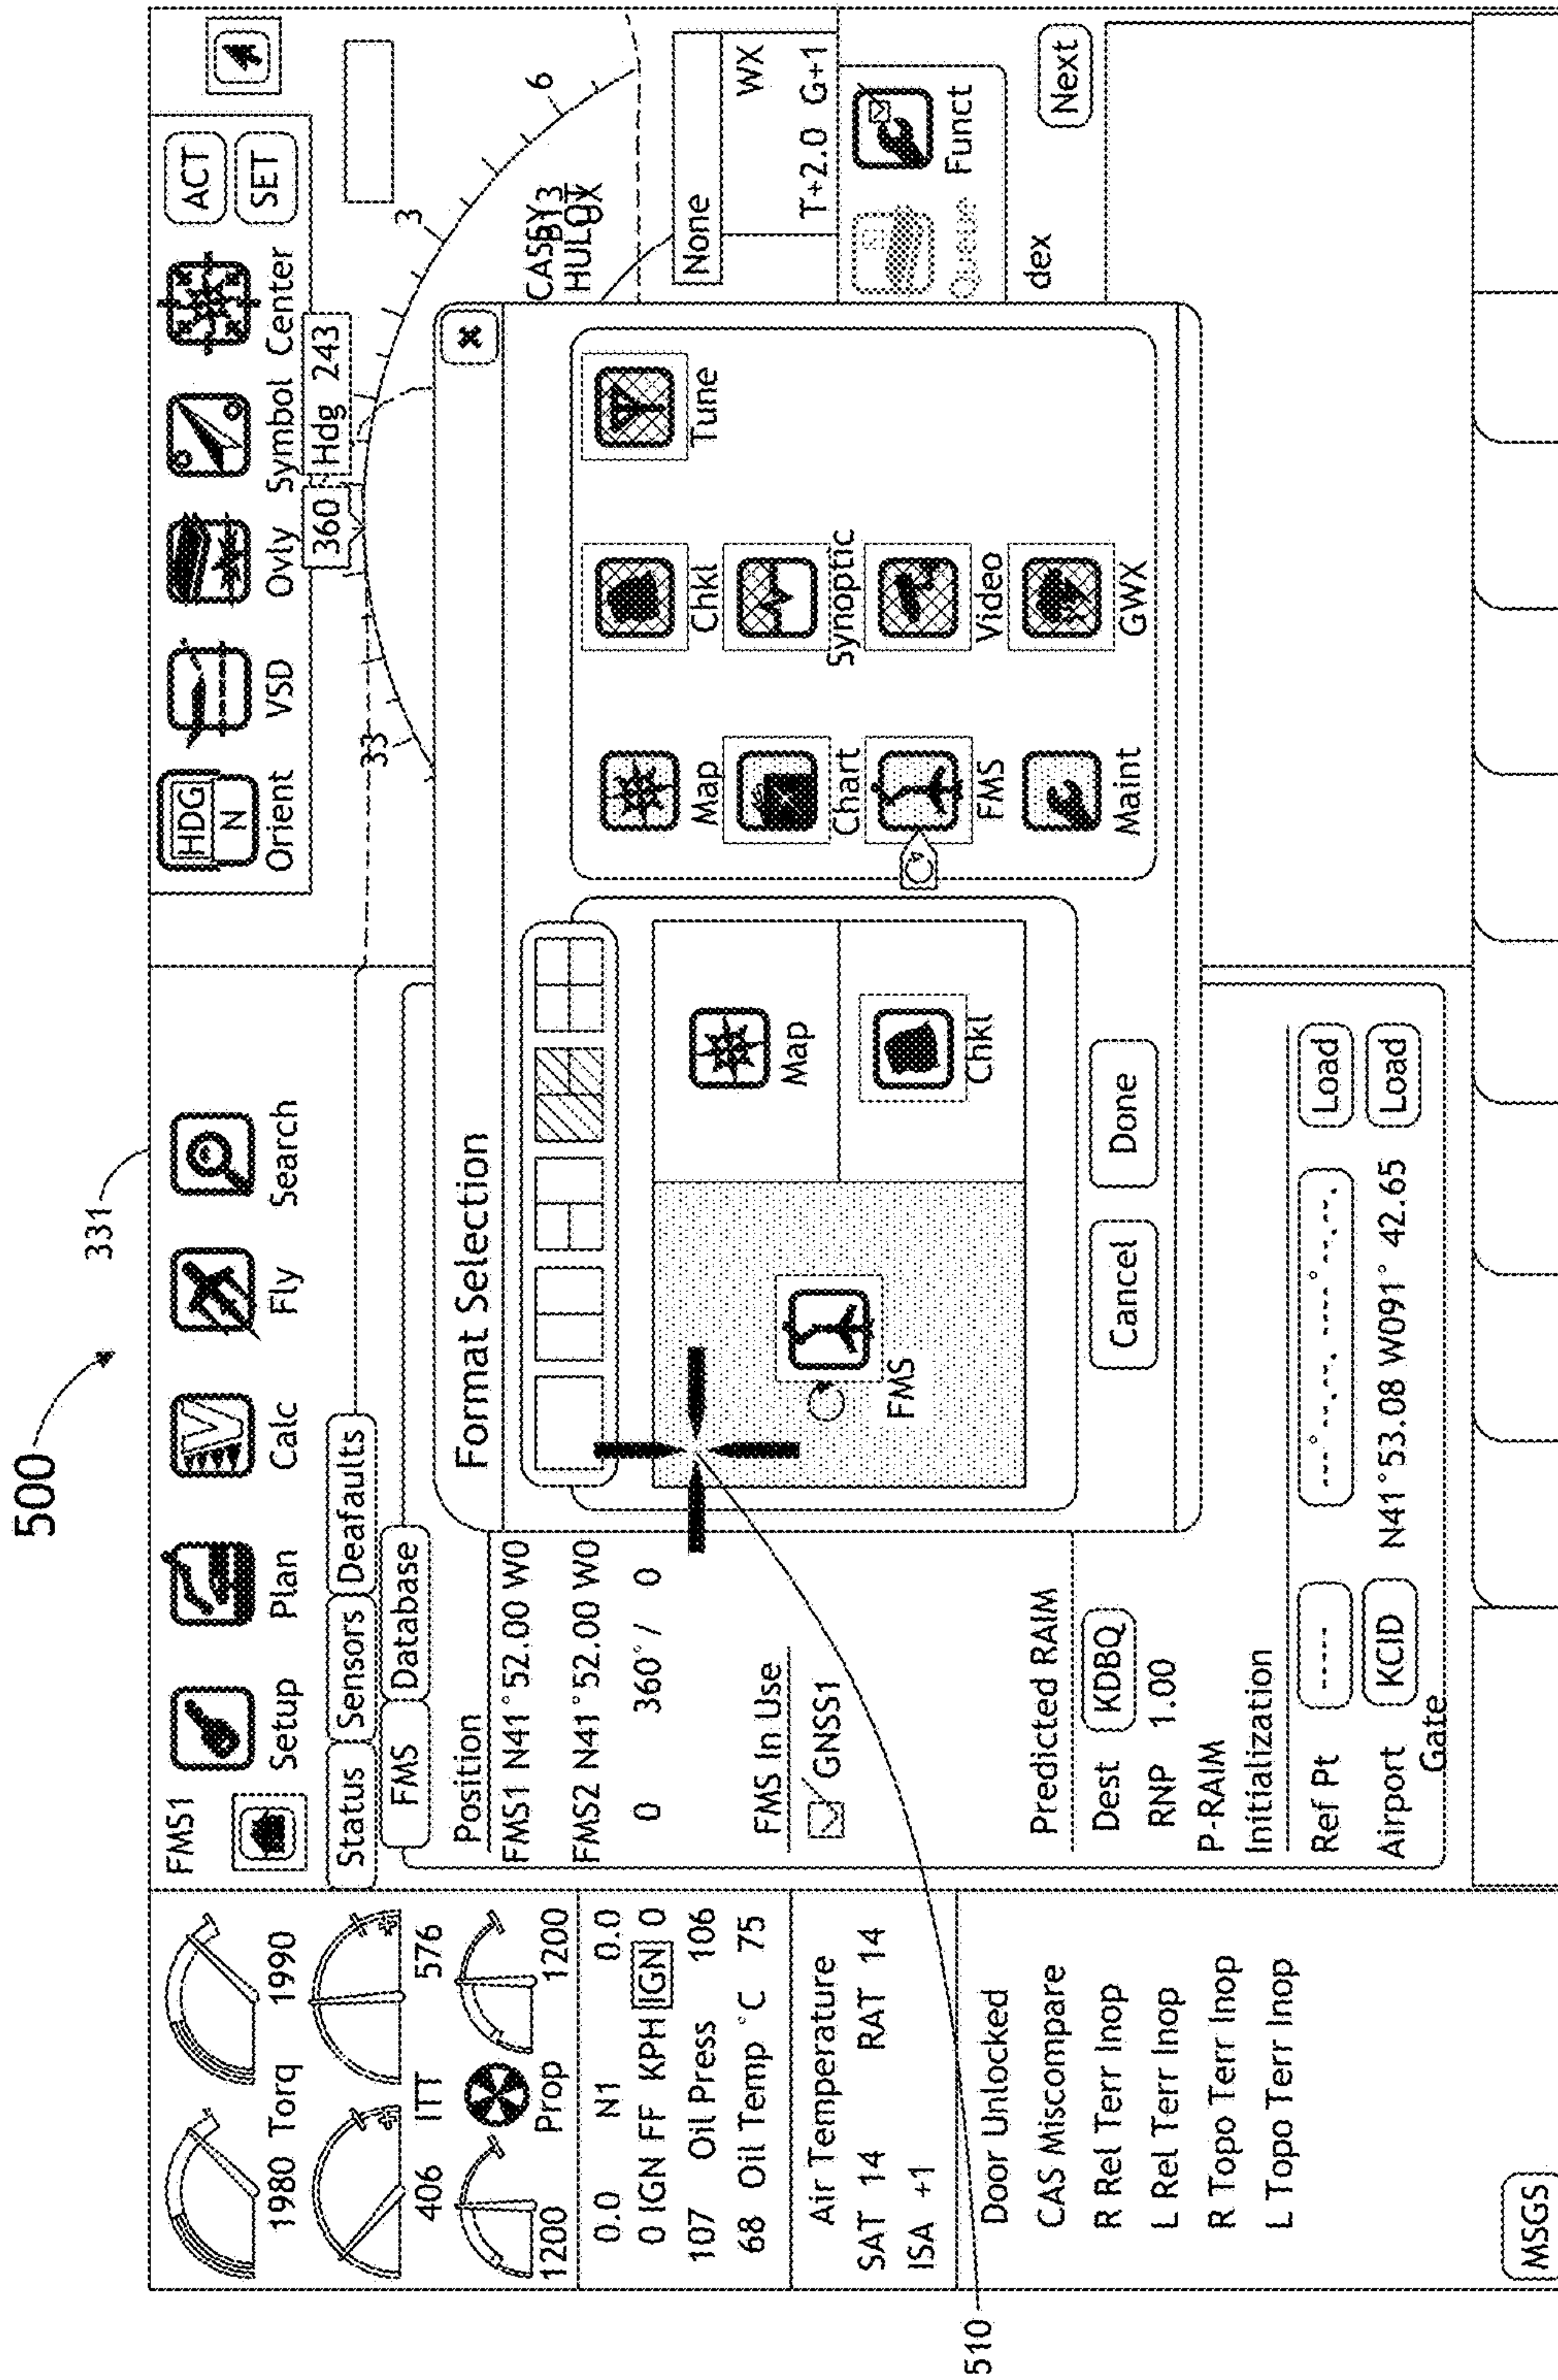 500
331
510
1980 Torq 1990
406 ITT 576
1200 Prop 1200
0.0 N1 0.0
0 IGN FF KPH IGN 0
107 Oil Press 106
68 Oil Temp °C 75
Air Temperature
SAT 14 RAT 14
ISA +1
Door Unlocked
CAS Miscompare
R Rel Terr Inop
L Rel Terr Inop
R Topo Terr Inop
L Topo Terr Inop
MSGS
FMS1
Setup Plan Calc Fly Search
Status Sensors Deafaults
FMS Database
Position
FMS1 N41°52.00 W0
FMS2 N41°52.00 W0
0 360°/ 0
FMS In Use
GNSS1
Predicted RAIM
Dest KDBQ
RNP 1.00
P-RAIM
Initialization
Ref Pt ---- ---°--.-- ----°--.-- Load
Airport KCID N41°53.08 W091° 42.65 Load
Gate
Format Selection
x
FMS
Map
Chkl
Cancel Done
Map Chkl Tune
Chart Synoptic
FMS Video
Maint GWX
HDG
N
Orient VSD Ovly Symbol Center
ACT
SET
360 Hdg 243
33 3 6
CASEY
HULOT
None
WX
T+2.0 G+1
Queue Funct
dex
Next